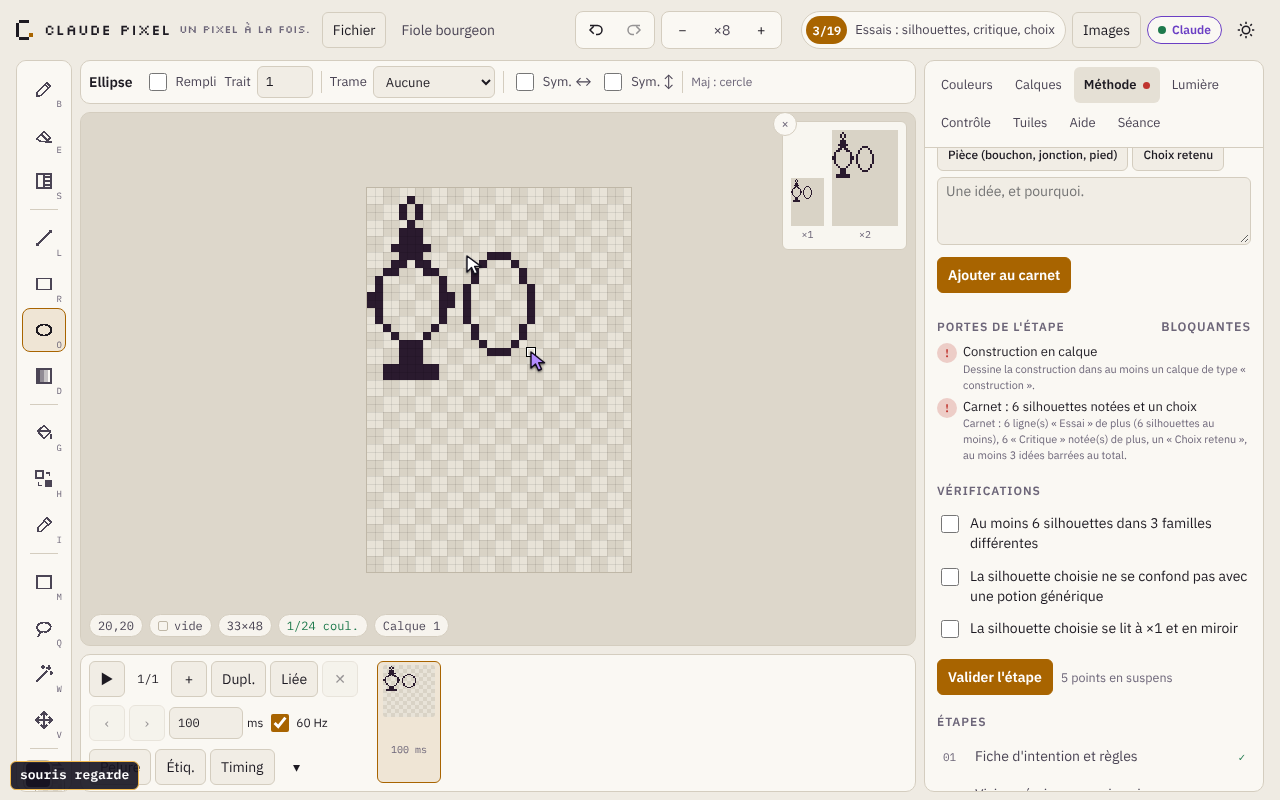 CLAUDE PIXEL UN PIXEL À LA FOIS. Fichier Fiole bourgeon − ×8 + 3/19 Essais : silhouettes, critique, choix Images Claude
Ellipse Rempli Trait 1 Trame Aucune Sym. ↔ Sym. ↕ Maj : cercle
B
E
S
L
R
O
D
G
H
I
M
Q
W
V
×
×1 ×2
20,20 vide 33×48 1/24 coul. Calque 1
1/1 + Dupl. Liée ×
‹ › 100 ms 60 Hz
Étiq. Timing ▼
100 ms
souris regarde
Couleurs Calques Méthode Lumière
Contrôle Tuiles Aide Séance
Pièce (bouchon, jonction, pied) Choix retenu
Une idée, et pourquoi.
Ajouter au carnet
PORTES DE L'ÉTAPE BLOQUANTES
! Construction en calque
Dessine la construction dans au moins un calque de type «
construction ».
! Carnet : 6 silhouettes notées et un choix
Carnet : 6 ligne(s) « Essai » de plus (6 silhouettes au
moins), 6 « Critique » notée(s) de plus, un « Choix retenu »,
au moins 3 idées barrées au total.
VÉRIFICATIONS
Au moins 6 silhouettes dans 3 familles
différentes
La silhouette choisie ne se confond pas avec
une potion générique
La silhouette choisie se lit à ×1 et en miroir
Valider l'étape 5 points en suspens
ÉTAPES
01 Fiche d'intention et règles ✓